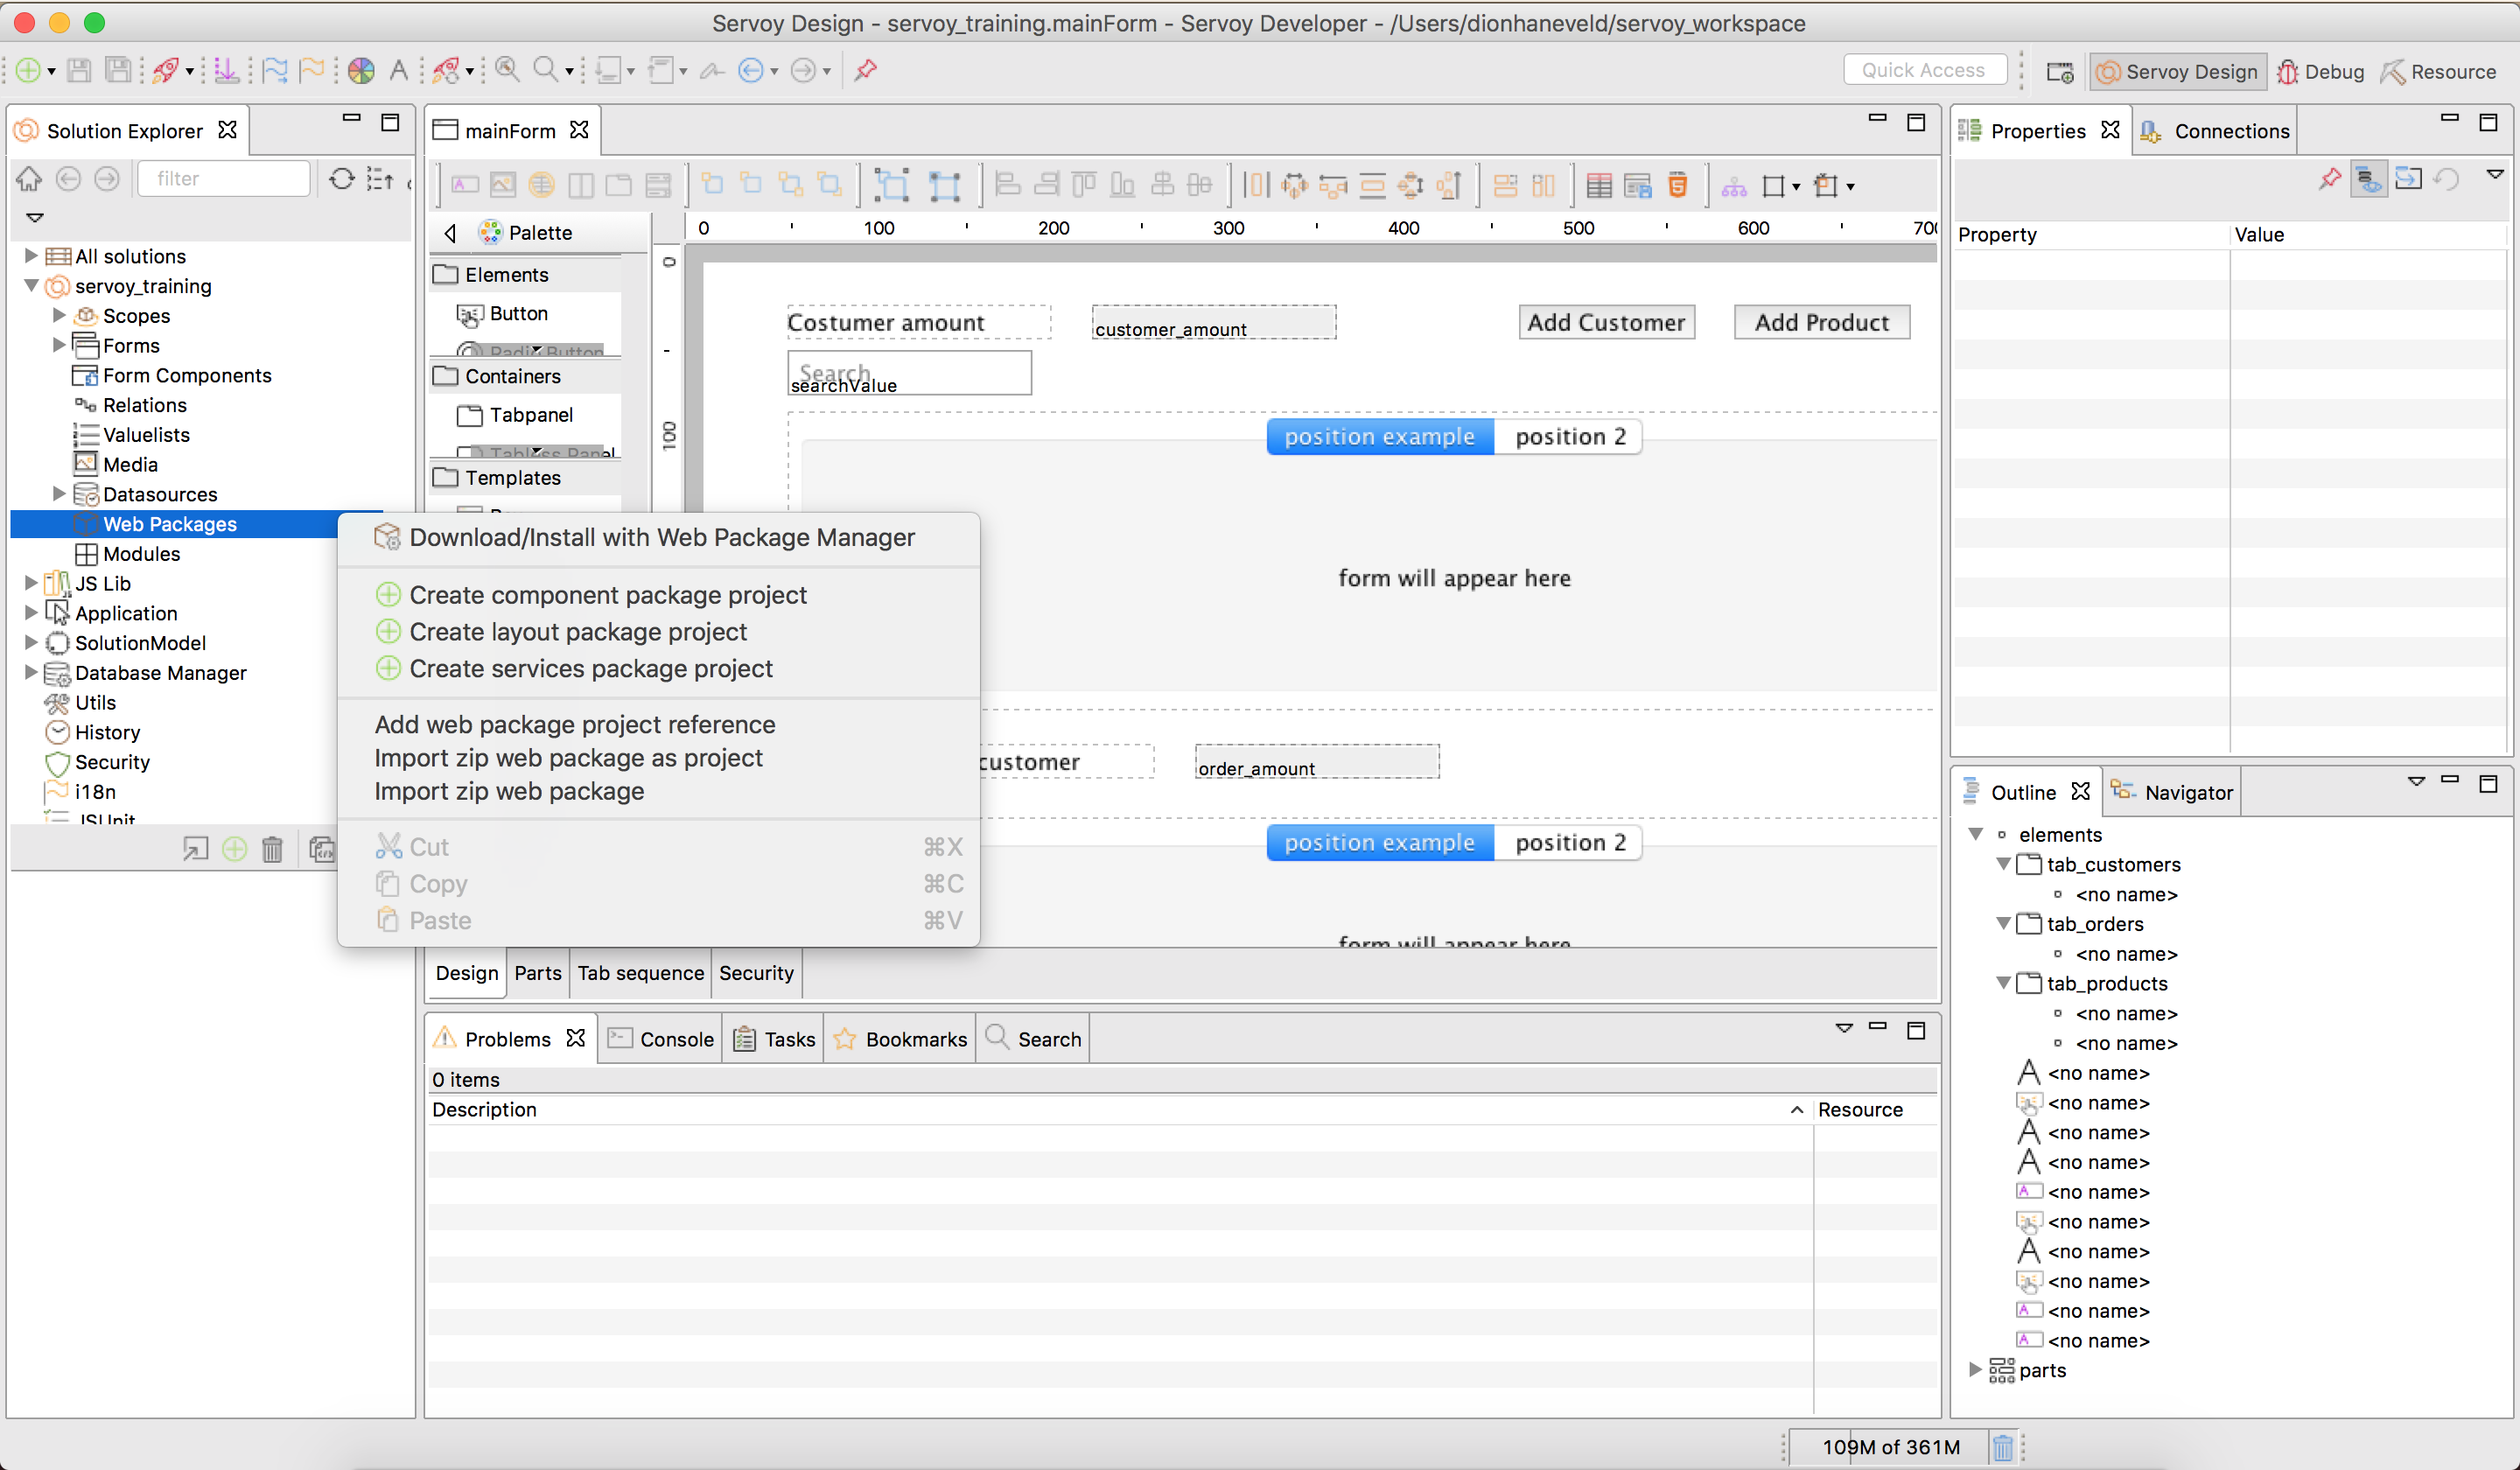 Servoy Design - servoy_training.mainForm - Servoy Developer - /Users/dionhaneveld/servoy_workspace
Quick Access
Servoy Design
Debug
Resource
Solution Explorer
filter
All solutions
servoy_training
Scopes
Forms
Form Components
Relations
Valuelists
Media
Datasources
Web Packages
Modules
JS Lib
Application
SolutionModel
Database Manager
Utils
History
Security
i18n
JSUnit
Download/Install with Web Package Manager
Create component package project
Create layout package project
Create services package project
Add web package project reference
Import zip web package as project
Import zip web package
Cut ⌘X
Copy ⌘C
Paste ⌘V
mainForm
Palette
Elements
Button
Radio Button
Containers
Tabpanel
Tabless Panel
Templates
0 100 200 300 400 500 600 700
0
100
Costumer amount
customer_amount
Add Customer
Add Product
Search
searchValue
position example
position 2
form will appear here
customer
order_amount
position example
position 2
form will appear here
Design
Parts
Tab sequence
Security
Problems
Console
Tasks
Bookmarks
Search
0 items
Description
Resource
Properties
Connections
Property
Value
Outline
Navigator
elements
tab_customers
<no name>
tab_orders
<no name>
tab_products
<no name>
<no name>
<no name>
<no name>
<no name>
<no name>
<no name>
<no name>
<no name>
<no name>
<no name>
<no name>
parts
109M of 361M